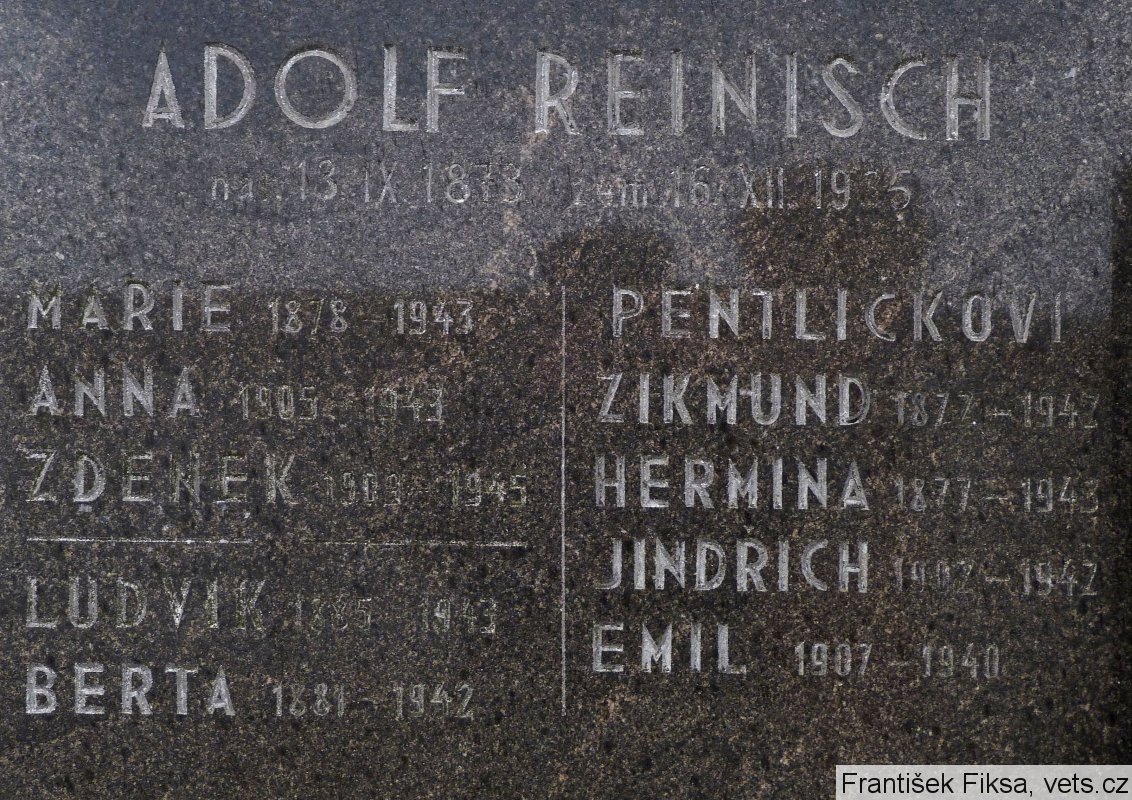 ADOLF REINISCH
nar. 13. IX. 1873 zem. 16. XII. 1935
MARIE 1878 - 1943
ANNA 1905 - 1943
ZDENEK 1909 - 1945
LUDVIK 1885 - 1943
BERTA 1881 - 1942
PENTLICKOVI
ZIKMUND 1872 - 1942
HERMINA 1877 - 1943
JINDRICH 1902 - 1942
EMIL 1907 - 1940
František Fiksa, vets.cz